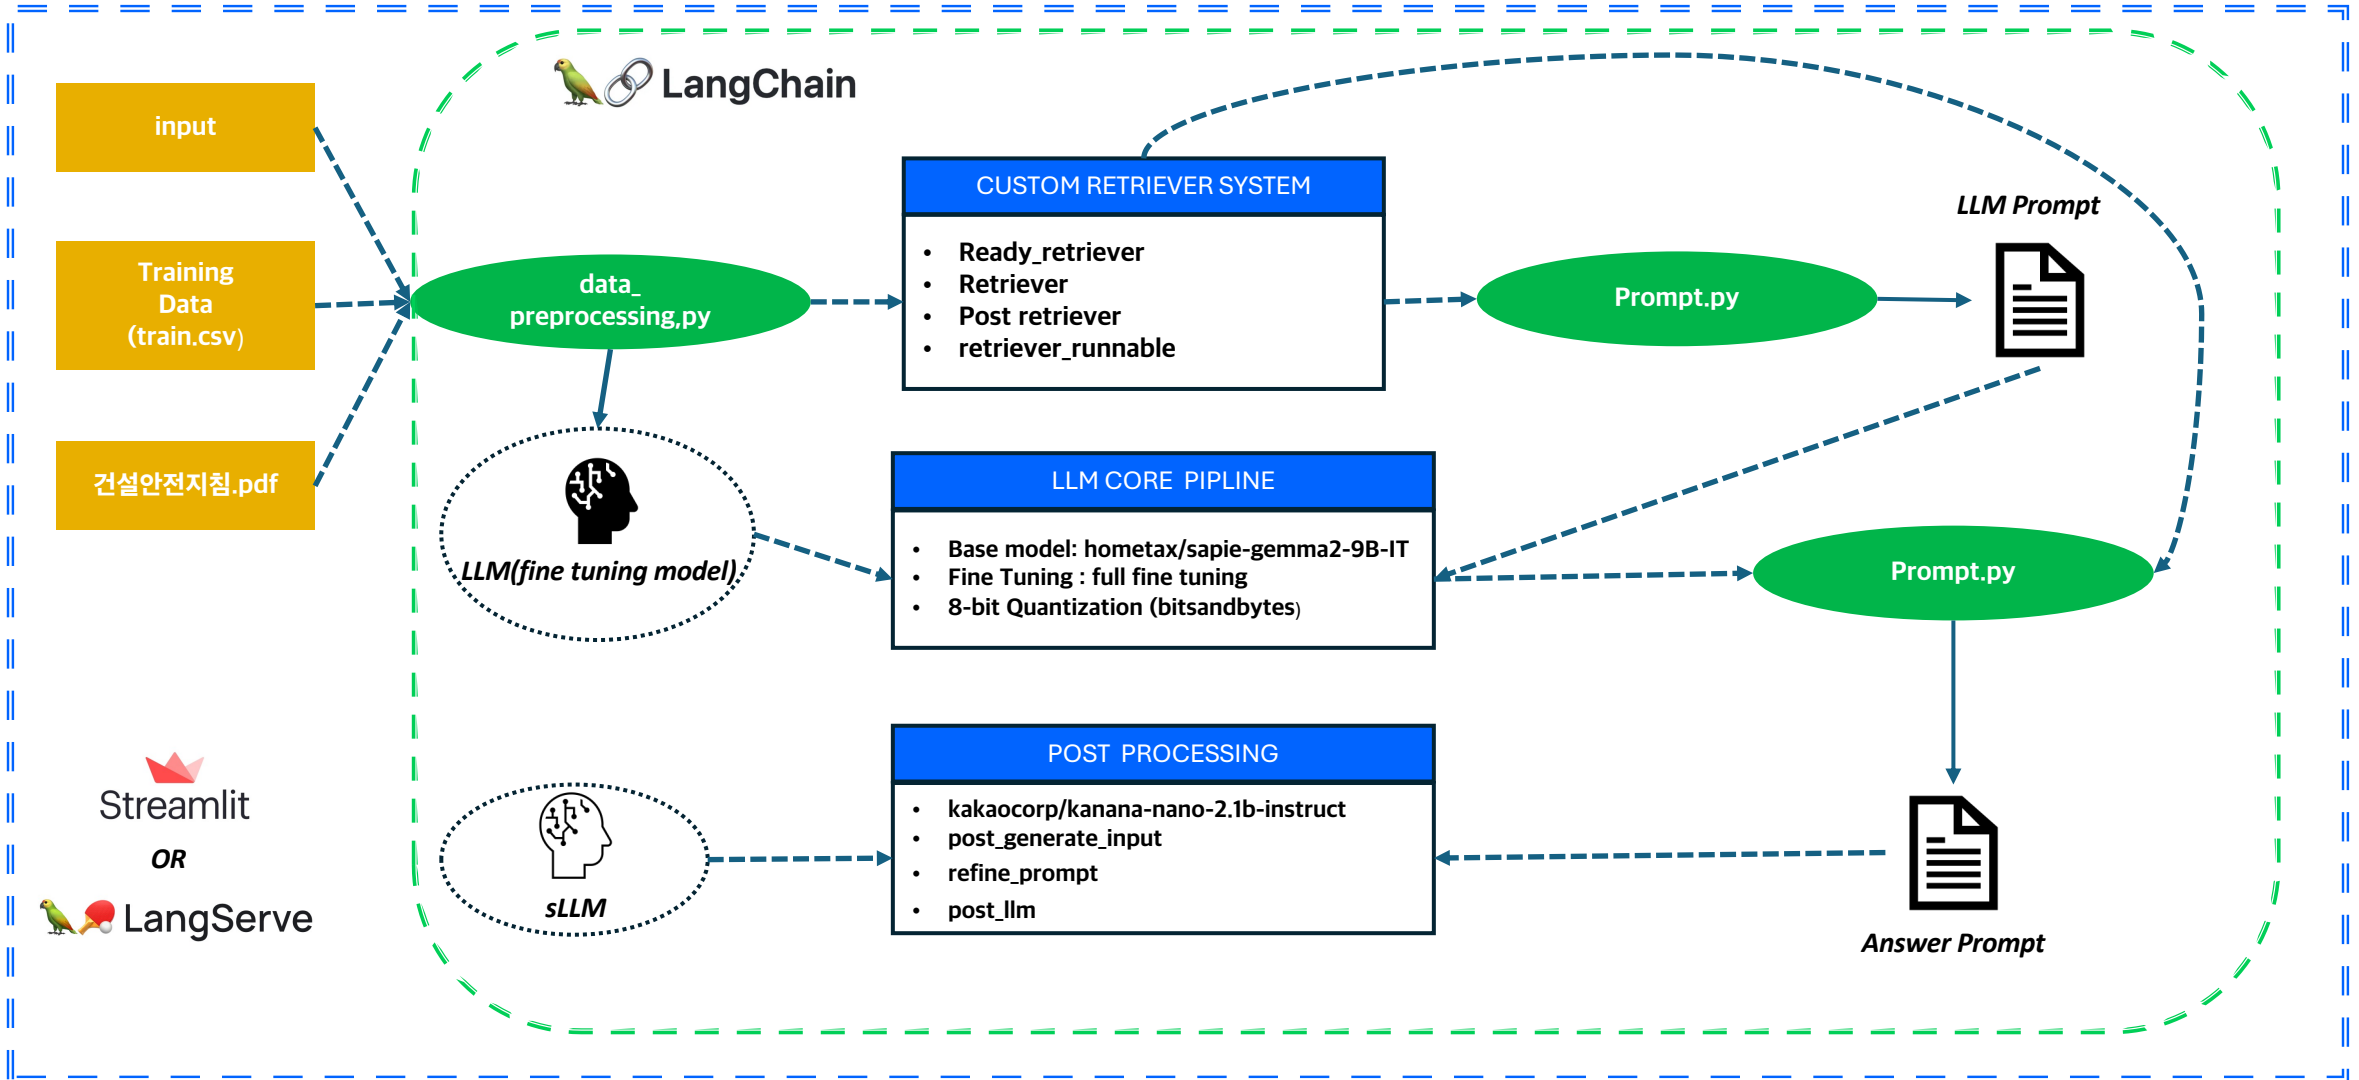 LangChain
input
Training
Data
(train.csv)
건설안전지침.pdf
data_
preprocessing,py
CUSTOM RETRIEVER SYSTEM
• Ready_retriever
• Retriever
• Post retriever
• retriever_runnable
Prompt.py
LLM Prompt
LLM(fine tuning model)
LLM CORE PIPLINE
• Base model: hometax/sapie-gemma2-9B-IT
• Fine Tuning : full fine tuning
• 8-bit Quantization (bitsandbytes)
Prompt.py
POST PROCESSING
• kakaocorp/kanana-nano-2.1b-instruct
• post_generate_input
• refine_prompt
• post_llm
sLLM
Answer Prompt
Streamlit
OR
LangServe